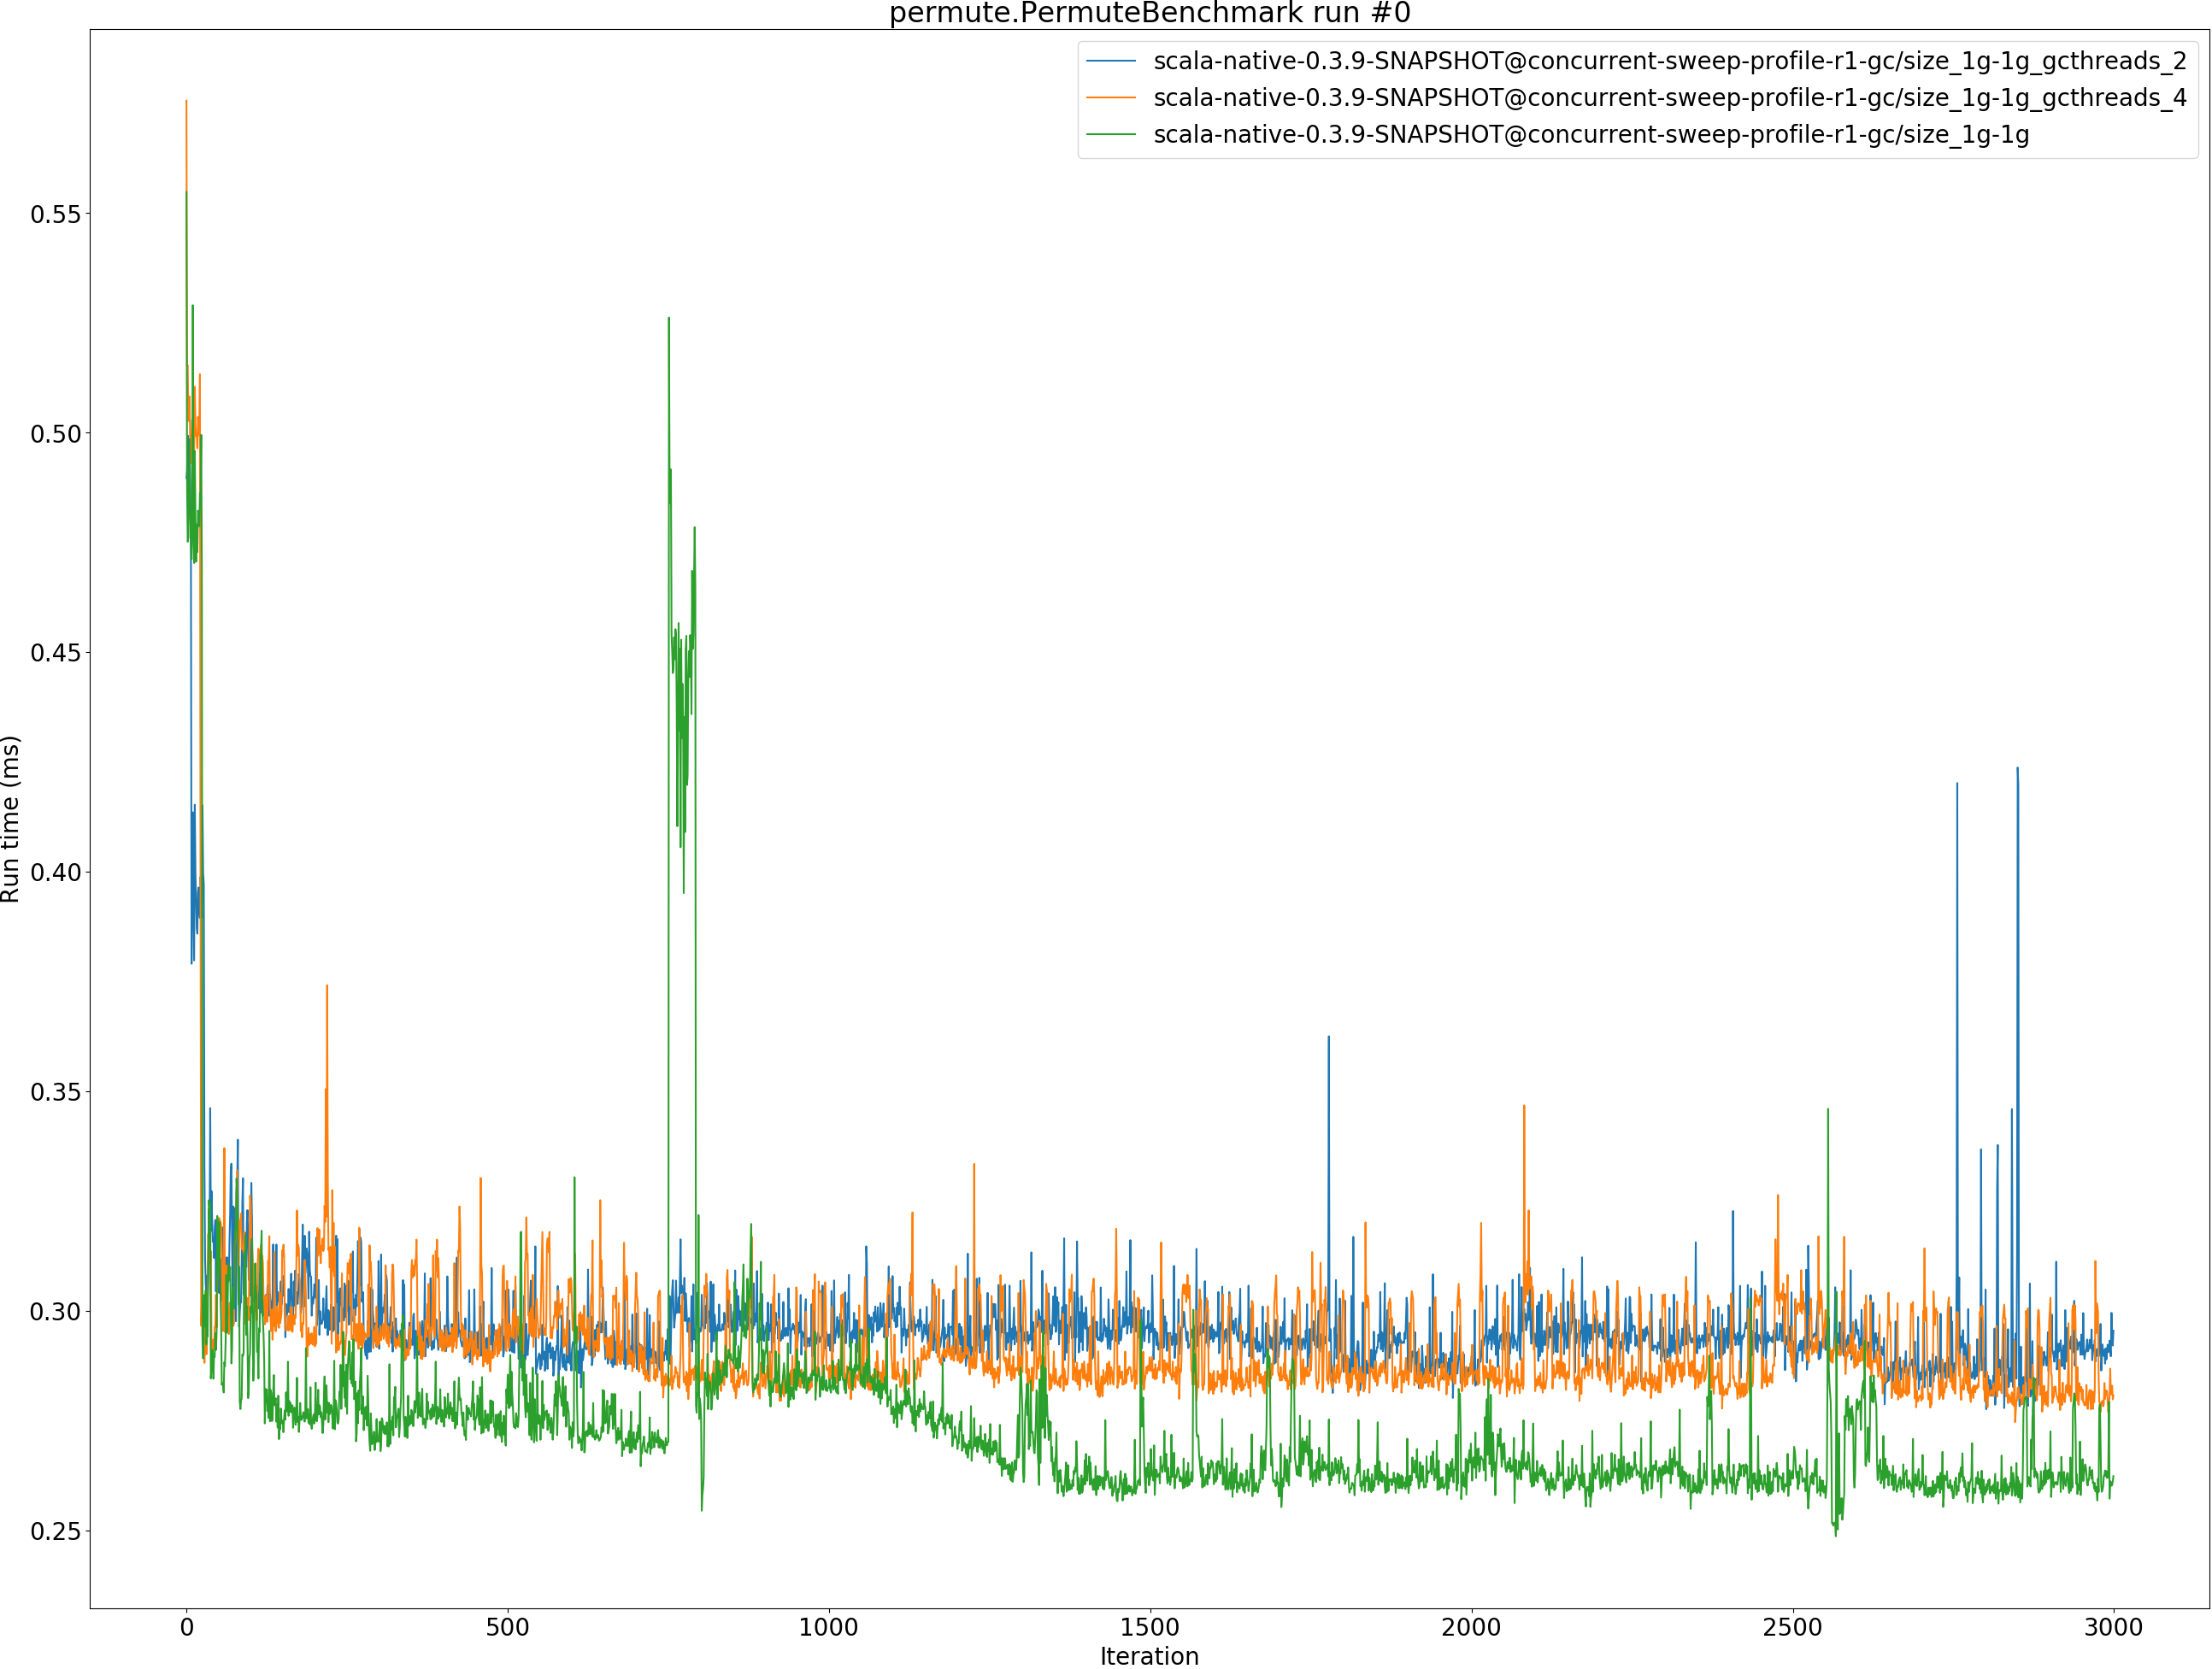 permute.PermuteBenchmark run #0
scala-native-0.3.9-SNAPSHOT@concurrent-sweep-profile-r1-gc/size_1g-1g_gcthreads_2
scala-native-0.3.9-SNAPSHOT@concurrent-sweep-profile-r1-gc/size_1g-1g_gcthreads_4
scala-native-0.3.9-SNAPSHOT@concurrent-sweep-profile-r1-gc/size_1g-1g
0.55
0.50
0.45
0.40
0.35
0.30
0.25
Run time (ms)
0 500 1000 1500 2000 2500 3000
Iteration